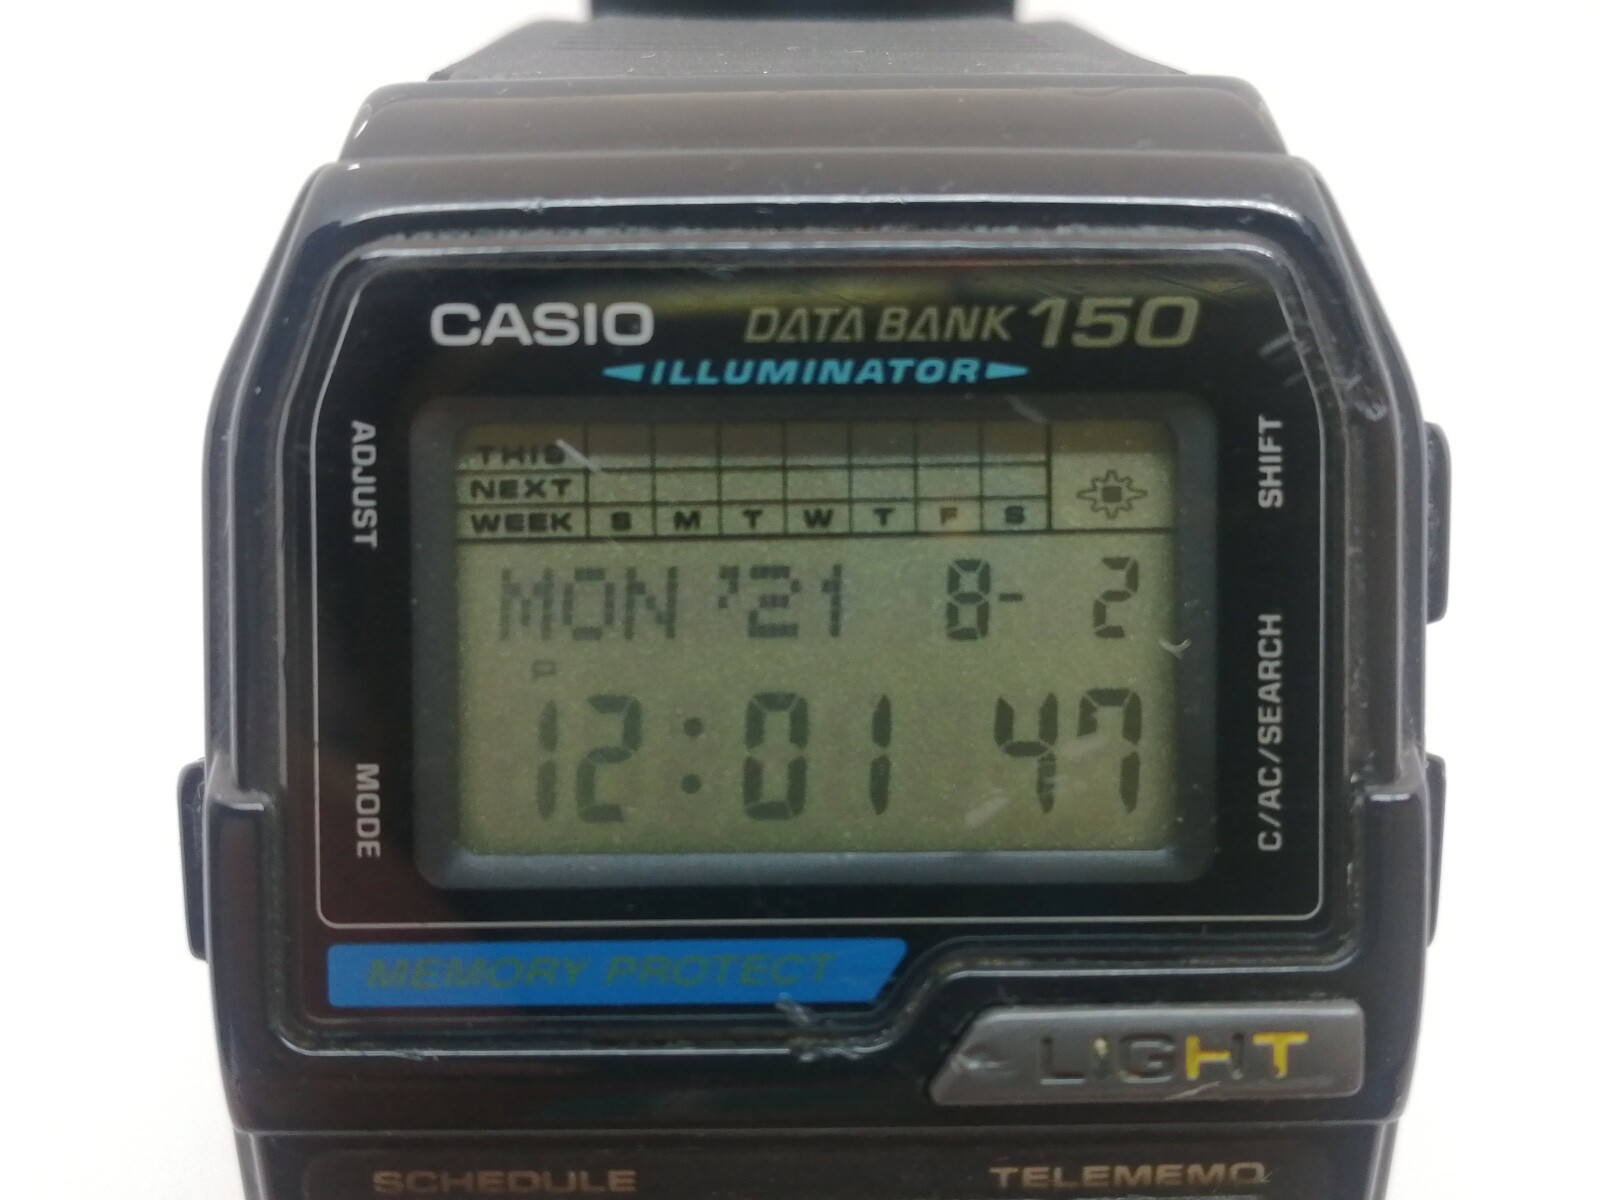 CASIO DATA BANK 150
ILLUMINATOR
ADJUST
SHIFT
THIS
NEXT
WEEK S M T W T F S
MON '21 8- 2
P
12:01 47
MODE
C/AC/SEARCH
MEMORY PROTECT
LIGHT
SCHEDULE TELEMEMO